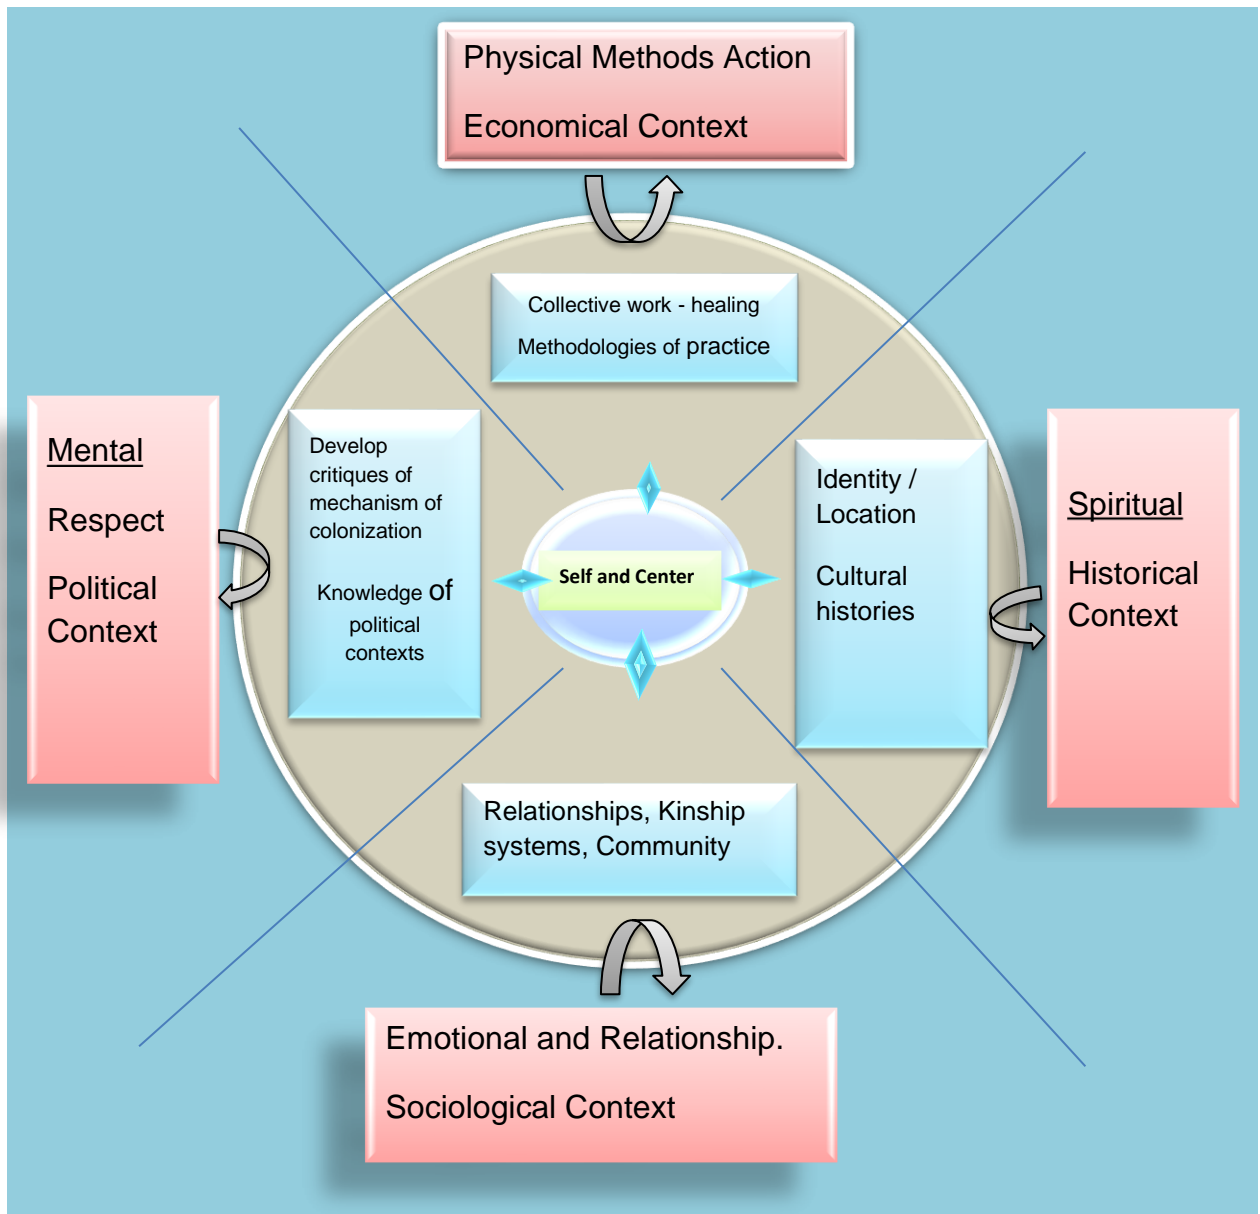 Physical Methods Action
Economical Context
Collective work - healing
Methodologies of practice
Mental
Respect
Political
Context
Develop
critiques of
mechanism of
colonization
Knowledge of
political
contexts
Self and Center
Identity /
Location
Cultural
histories
Spiritual
Historical
Context
Relationships, Kinship
systems, Community
Emotional and Relationship.
Sociological Context